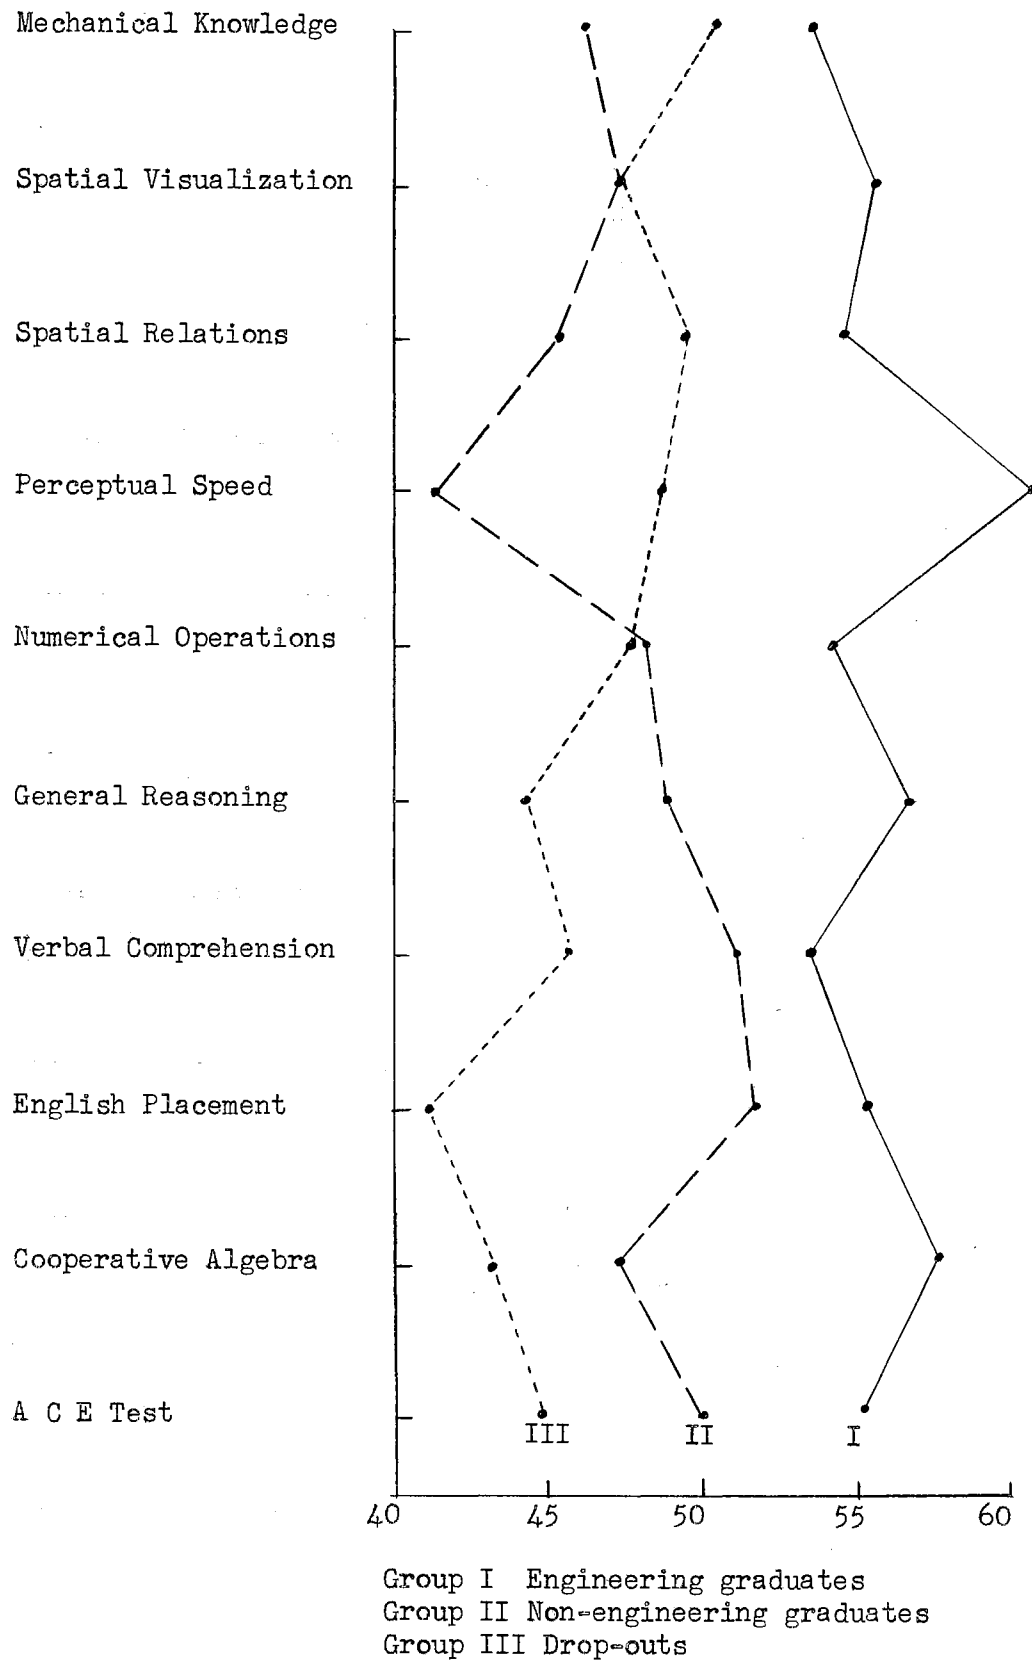 Mechanical Knowledge
Spatial Visualization
Spatial Relations
Perceptual Speed
Numerical Operations
General Reasoning
Verbal Comprehension
English Placement
Cooperative Algebra
A C E Test
III II I
40 45 50 55 60
Group I Engineering graduates
Group II Non-engineering graduates
Group III Drop-outs